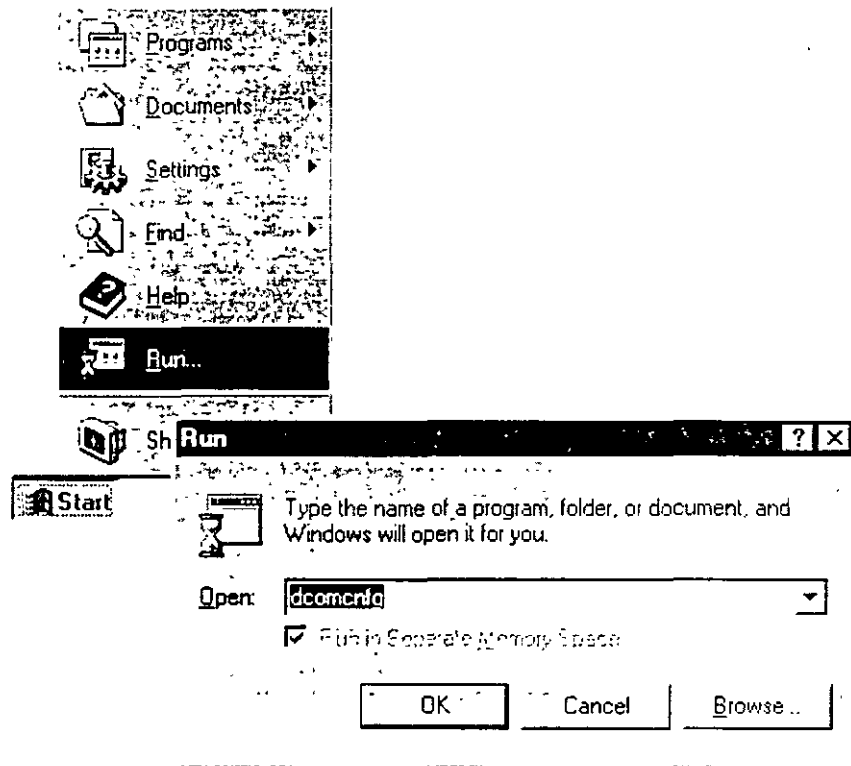 Programs
Documents
Settings
Find
Help
Run...
Sh
Run
Start
Type the name of a program, folder, or document, and
Windows will open it for you.
Open: dcomcnfg
Run in Separate Memory Space
OK Cancel Browse...